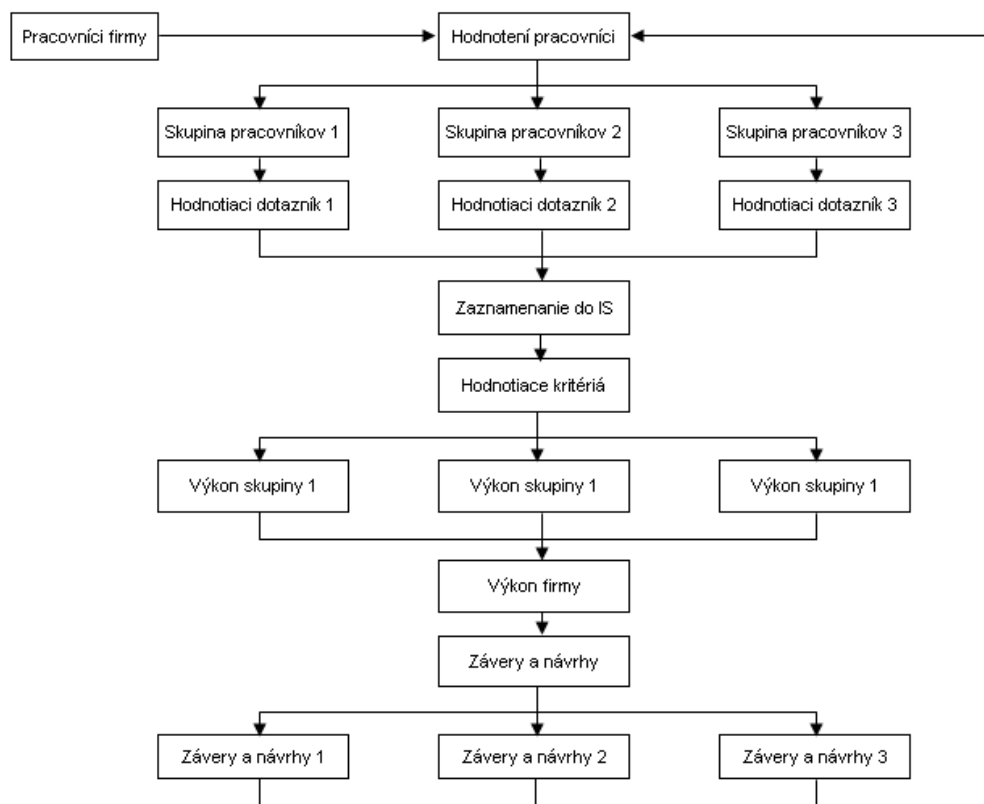 Pracovníci firmy
Hodnotení pracovníci
Skupina pracovníkov 1
Skupina pracovníkov 2
Skupina pracovníkov 3
Hodnotiaci dotazník 1
Hodnotiaci dotazník 2
Hodnotiaci dotazník 3
Zaznamenanie do IS
Hodnotiace kritériá
Výkon skupiny 1
Výkon skupiny 1
Výkon skupiny 1
Výkon firmy
Závery a návrhy
Závery a návrhy 1
Závery a návrhy 2
Závery a návrhy 3